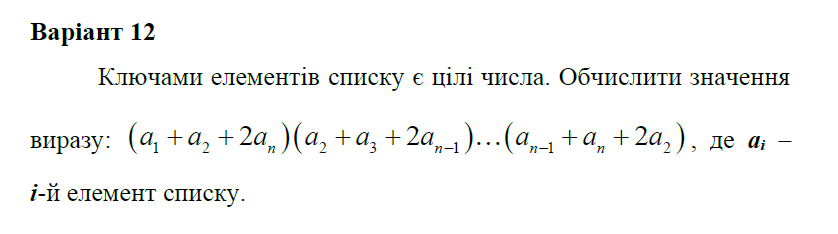 Варіант 12
Ключами елементів списку є цілі числа. Обчислити значення
виразу: (a₁ + a₂ + 2aₙ)(a₂ + a₃ + 2aₙ₋₁)…(aₙ₋₁ + aₙ + 2a₂), де aᵢ –
i-й елемент списку.